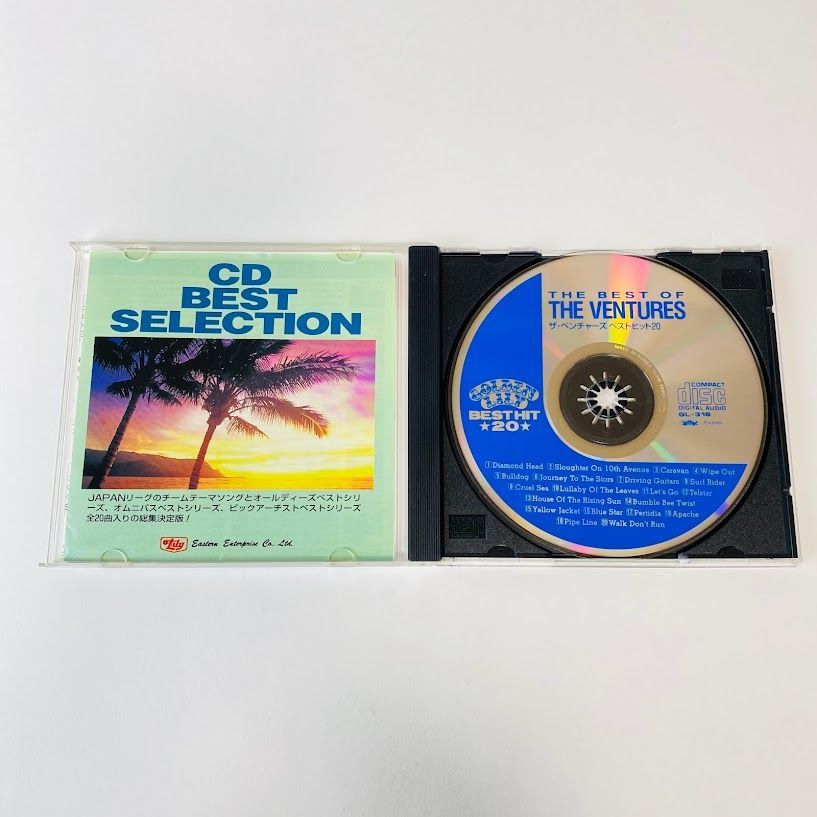 CD
BEST
SELECTION
JAPANリーグのチームテーマソングとオールディーズベストシリ
ーズ、オムニバスベストシリーズ、ビックアーチストベストシリーズ
全20曲入りの総集決定版!
Lily Eastern Enterprise Co., Ltd.
THE BEST OF
THE VENTURES
ザ・ベンチャーズ ベストヒット20
GOLDEN
BEST HIT
★20★
COMPACT
disc
DIGITAL AUDIO
GL-316
1 Diamond Head 2 Sloughter On 10th Avenue 3 Caravan 4 Wipe Out
5 Bulldog 6 Journey To The Stars 7 Driving Guitars 8 Surl Rider
9 Cruel Sea 10 Lullaby Of The Leaves 11 Let's Go 12 Telstar
13 House Of The Rising Sun 14 Bumble Bee Twist
15 Yellow Jacket 16 Blue Star 17 Pertidia 18 Apache
19 Pipe Line 20 Walk Don't Run